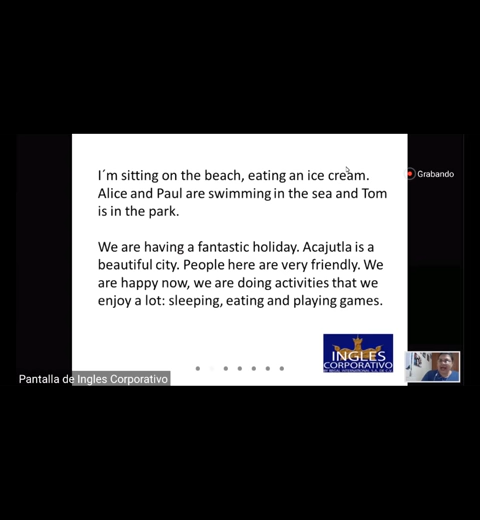 I´m sitting on the beach, eating an ice cream.
Alice and Paul are swimming in the sea and Tom
is in the park.
We are having a fantastic holiday. Acajutla is a
beautiful city. People here are very friendly. We
are happy now, we are doing activities that we
enjoy a lot: sleeping, eating and playing games.
Grabando
INGLES
CORPORATIVO
Pantalla de Ingles Corporativo